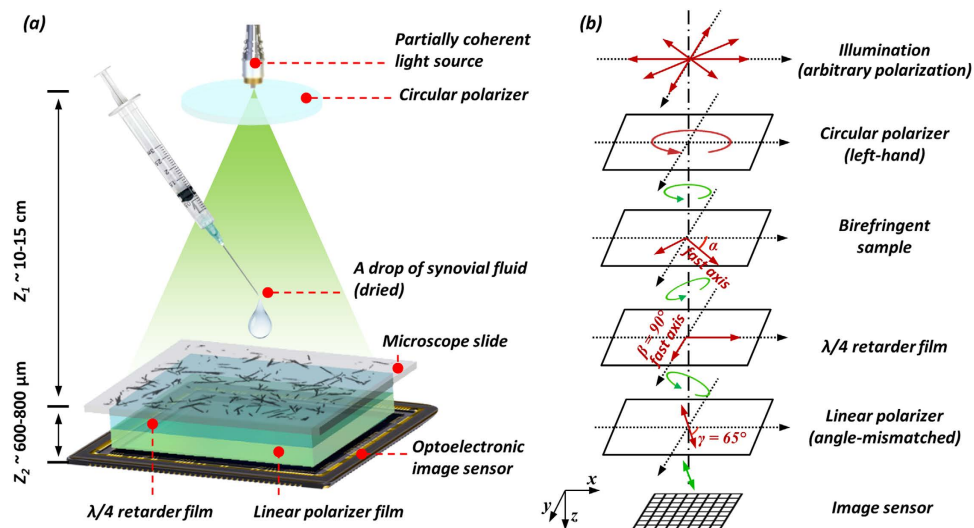 (a)
Partially coherent
light source
Circular polarizer
Z1 ~ 10-15 cm
A drop of synovial fluid
(dried)
Microscope slide
Z2 ~ 600-800 µm
Optoelectronic
image sensor
λ/4 retarder film
Linear polarizer film
(b)
Illumination
(arbitrary polarization)
Circular polarizer
(left-hand)
Birefringent
sample
α
fast axis
λ/4 retarder film
β = 90°
fast axis
Linear polarizer
(angle-mismatched)
γ = 65°
x
y
z
Image sensor